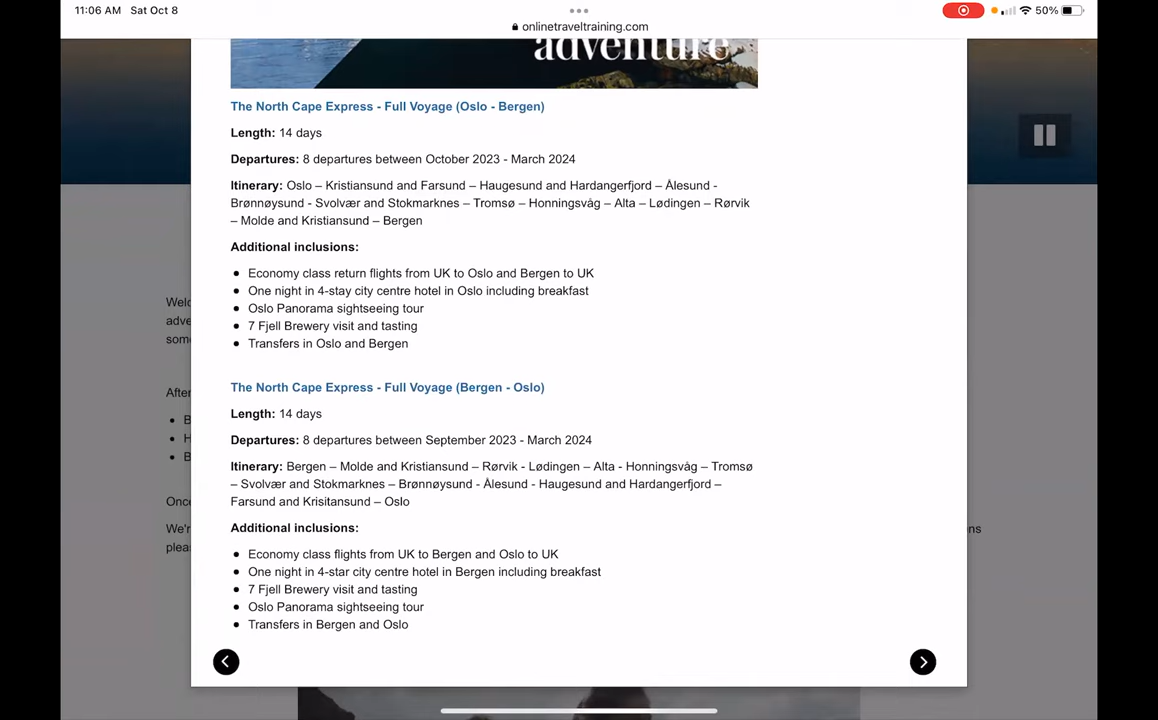 11:06 AM Sat Oct 8
50%
onlinetraveltraining.com
adventure
The North Cape Express - Full Voyage (Oslo - Bergen)
Length: 14 days
Departures: 8 departures between October 2023 - March 2024
Itinerary: Oslo – Kristiansund and Farsund – Haugesund and Hardangerfjord – Ålesund -
Brønnøysund - Svolvær and Stokmarknes – Tromsø – Honningsvåg – Alta – Lødingen – Rørvik
– Molde and Kristiansund – Bergen
Additional inclusions:
• Economy class return flights from UK to Oslo and Bergen to UK
• One night in 4-stay city centre hotel in Oslo including breakfast
• Oslo Panorama sightseeing tour
• 7 Fjell Brewery visit and tasting
• Transfers in Oslo and Bergen
The North Cape Express - Full Voyage (Bergen - Oslo)
Length: 14 days
Departures: 8 departures between September 2023 - March 2024
Itinerary: Bergen – Molde and Kristiansund – Rørvik - Lødingen – Alta - Honningsvåg – Tromsø
– Svolvær and Stokmarknes – Brønnøysund - Ålesund - Haugesund and Hardangerfjord –
Farsund and Krisitansund – Oslo
Additional inclusions:
• Economy class flights from UK to Bergen and Oslo to UK
• One night in 4-star city centre hotel in Bergen including breakfast
• 7 Fjell Brewery visit and tasting
• Oslo Panorama sightseeing tour
• Transfers in Bergen and Oslo